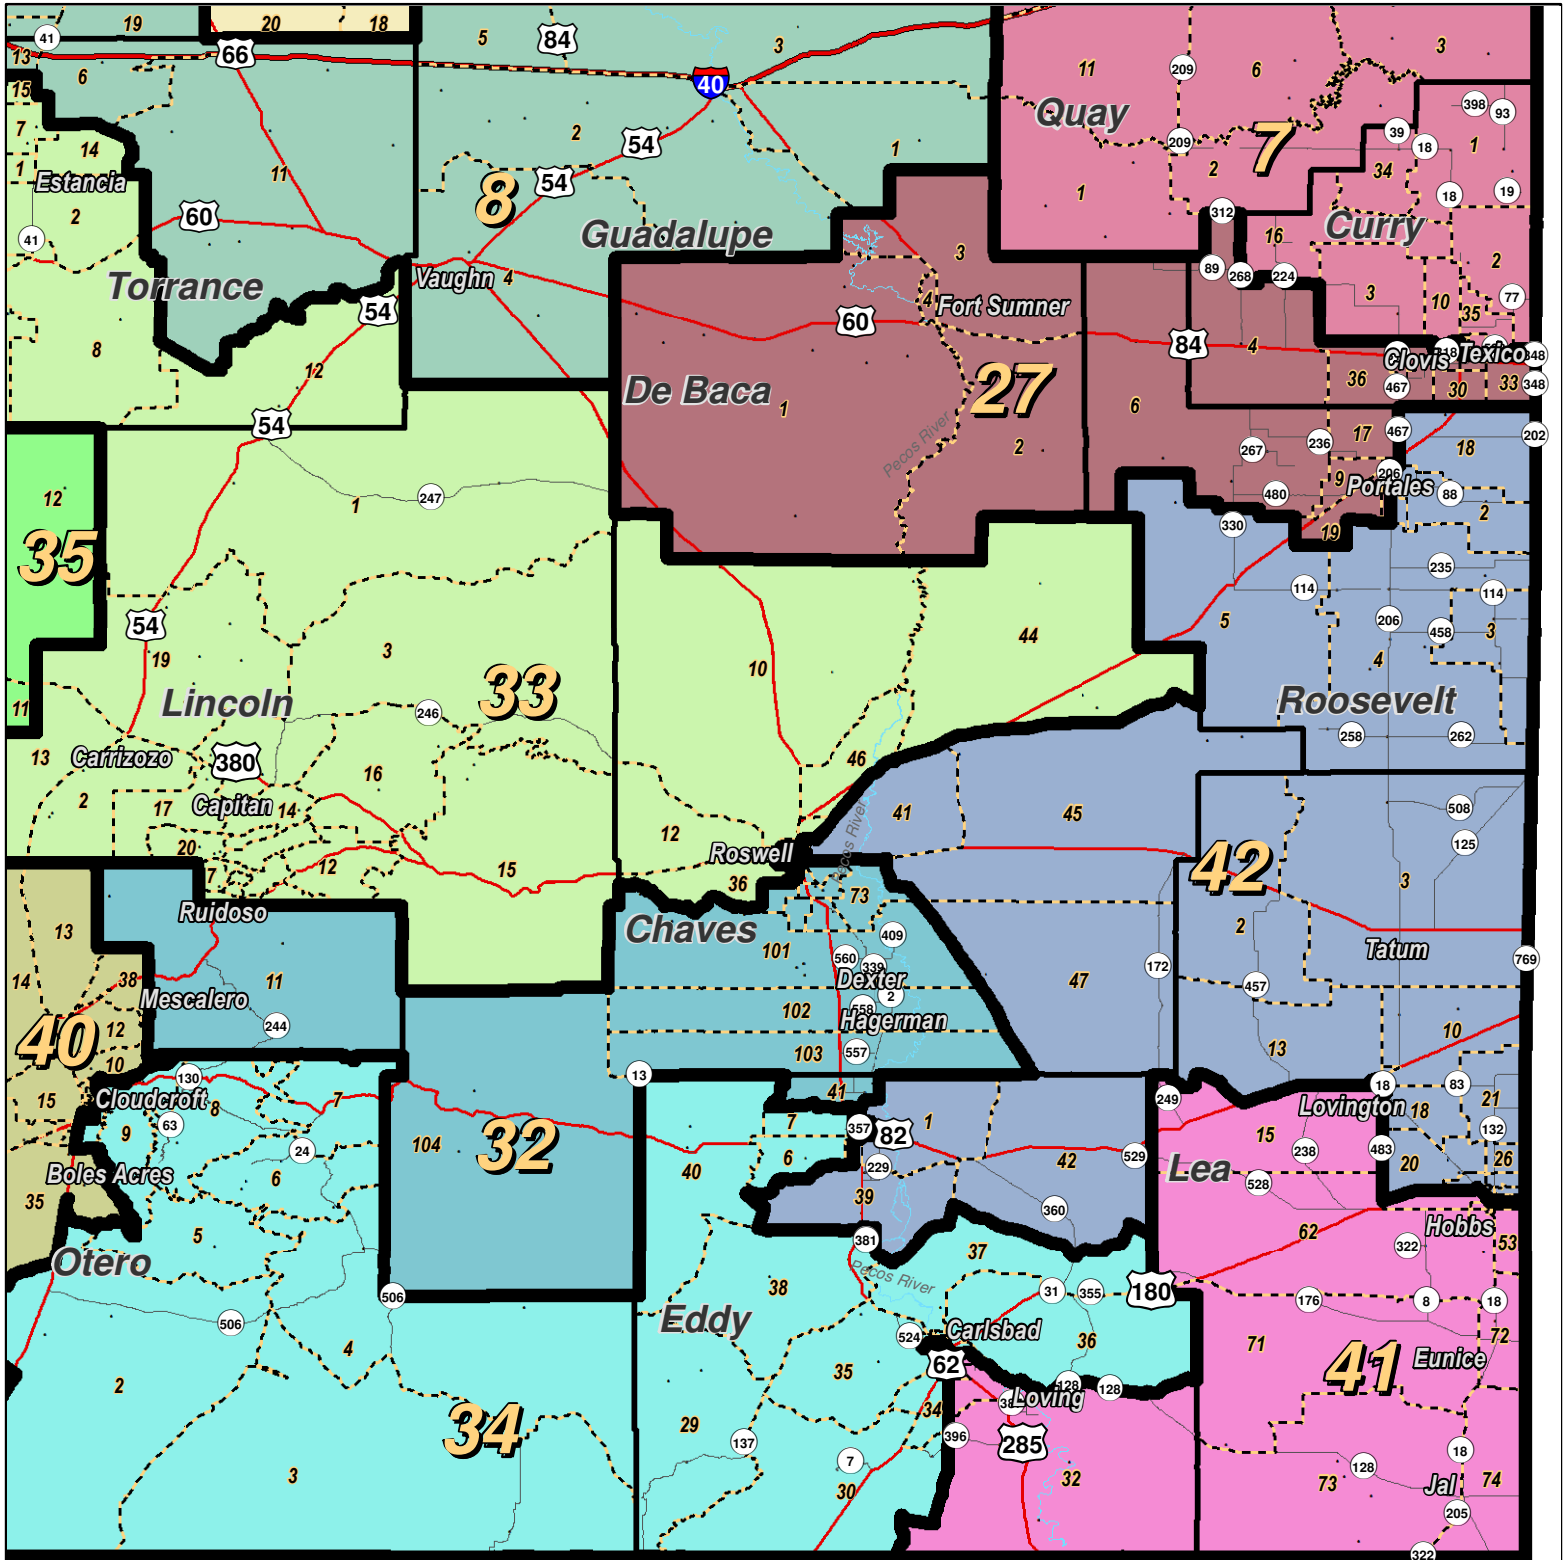 19 20 18
41 5 84 3 11 209 6 3
13 66
6 40
15 398 93
7 2 54 Quay 39
14 1 209 7 18 1
1 11 8 54 2 34
Estancia 1 18 19
2 60 312
41 Guadalupe 16 Curry
Torrance Vaughn 4 3 89 268 224 2
54 4 Fort Sumner 3 10 77
60 35
8 84 4 Clovis Texico 348
12 De Baca 27 36 467 30 33 348
54 1 6
Pecos River 17 467 202
2 267 236 18
12 9 206
1 247 480 Portales 88
35 330 19 2
235
114 114
54 44 5 206 458 3
19 3 10 4
33
Lincoln Roosevelt
11 246
13 Carrizozo 380 46 258 262
2 16
17 Capitan 14 41 45 508
20 12 Pecos River 125
7 12 15 Roswell 42
36 73 3
Ruidoso Chaves 2
13 101 409 Tatum
560 339 172 769
14 38 11 Dexter 47
Mescalero 102 2 457
558 Hagerman
40 12 244 10
10 103 557 13
130 13
15 Cloudcroft 8 7 41 249 18 83
9 63 7 357 82 1 Lovington 18 21
104 32 15 132
24 40 6 529 238 483
Boles Acres 229 42 Lea 20 26
35 6 39 528
360
5 381 62 Hobbs
Otero 37 322 53
Pecos River
38 31 355 180
506 176 8 18
506 Eddy 524 Carlsbad
4 36 71 72
2 35 62 41 Eunice
128 128
34 Loving
34
29 137 396 285
7 18
3 32 128
30 73 Jal 74
205
322